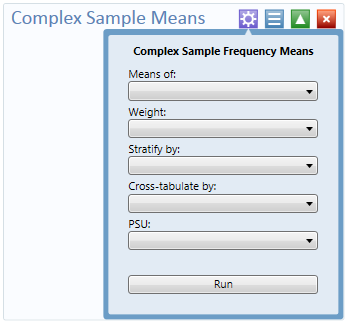 Complex Sample Means
Complex Sample Frequency Means
Means of:
Weight:
Stratify by:
Cross-tabulate by:
PSU:
Run